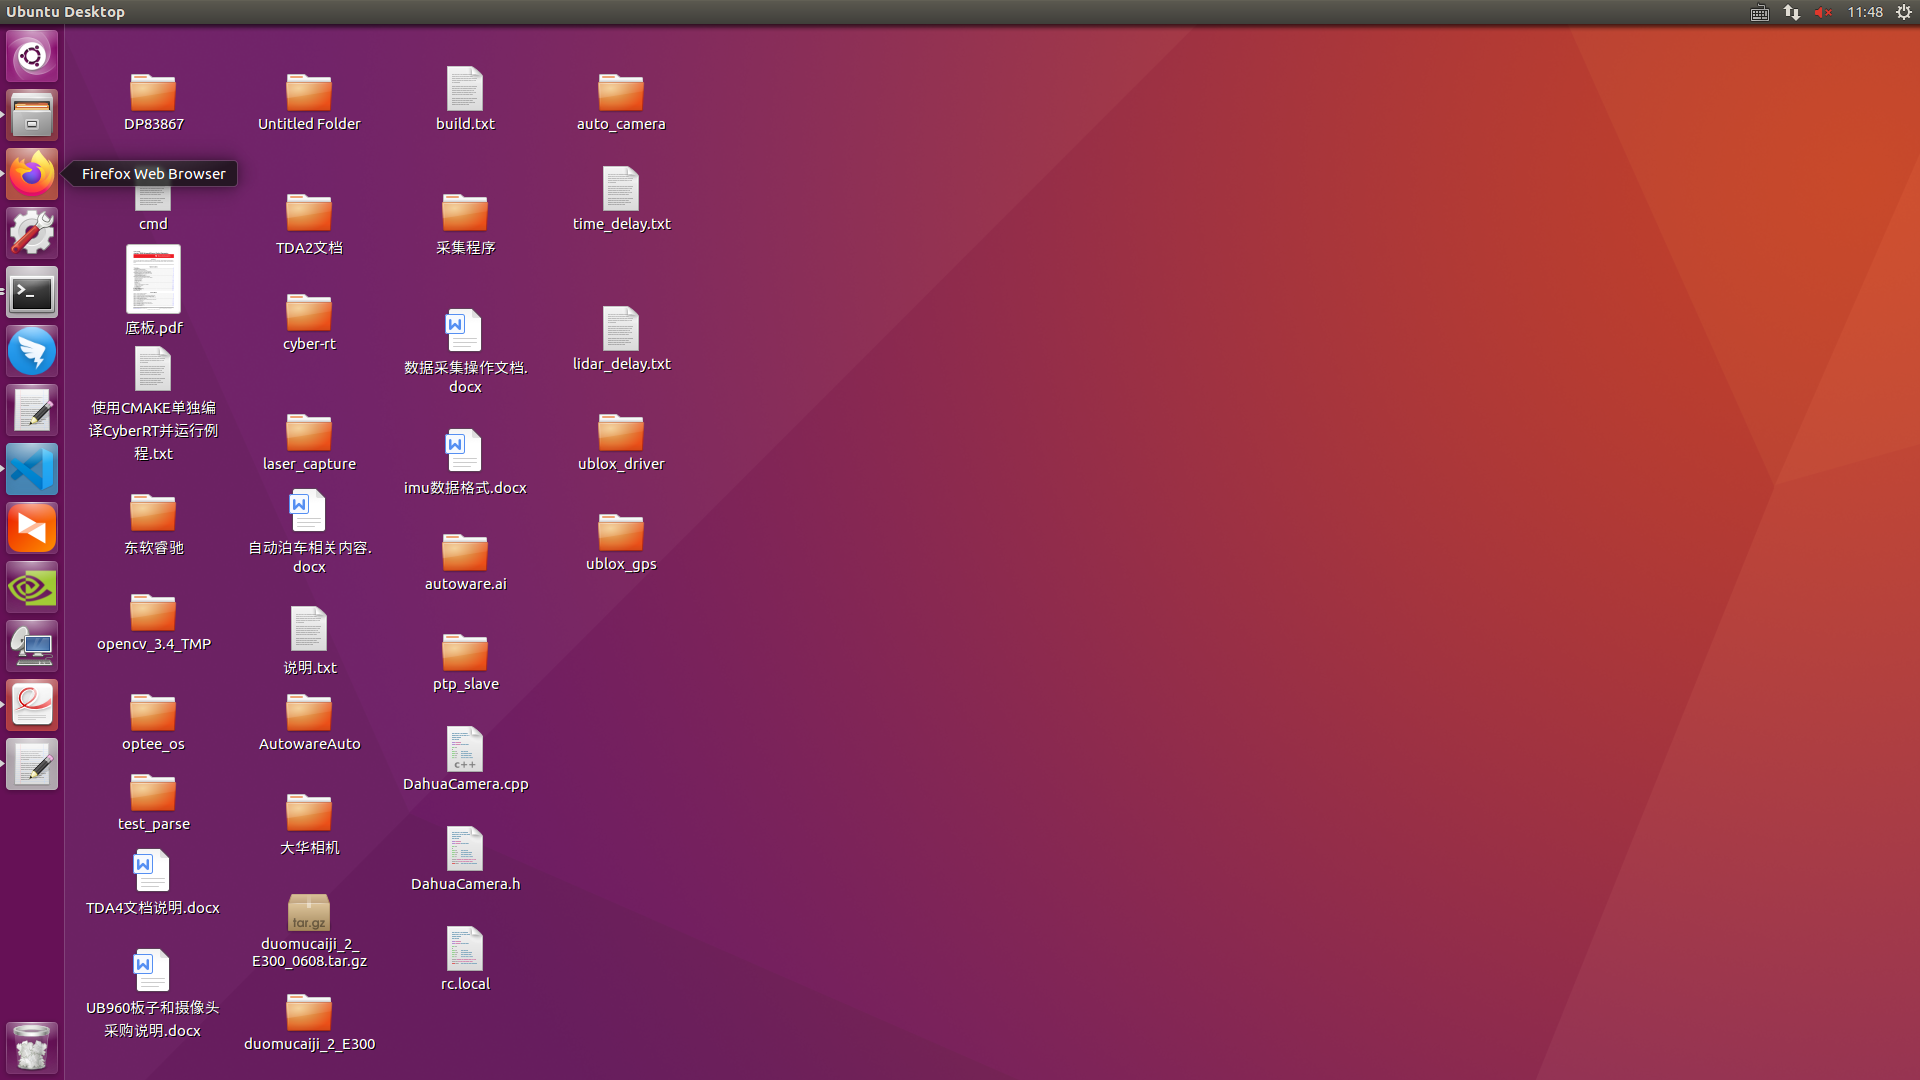 Ubuntu Desktop
11:48
DP83867
Untitled Folder
build.txt
auto_camera
Firefox Web Browser
cmd
TDA2文档
采集程序
time_delay.txt
底板.pdf
cyber-rt
数据采集操作文档.
docx
lidar_delay.txt
使用CMAKE单独编
译CyberRT并运行例
程.txt
laser_capture
imu数据格式.docx
ublox_driver
东软睿驰
自动泊车相关内容.
docx
autoware.ai
ublox_gps
opencv_3.4_TMP
说明.txt
ptp_slave
optee_os
AutowareAuto
c++
DahuaCamera.cpp
test_parse
大华相机
DahuaCamera.h
TDA4文档说明.docx
tar.gz
duomucaiji_2_
E300_0608.tar.gz
rc.local
UB960板子和摄像头
采购说明.docx
duomucaiji_2_E300